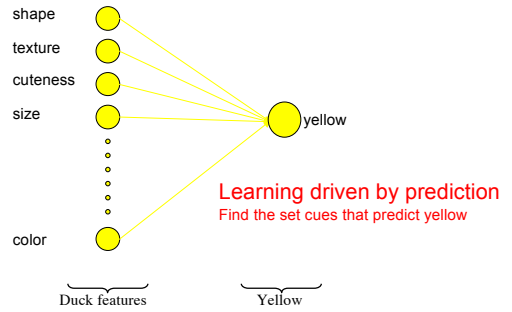 shape
texture
cuteness
size
yellow
Learning driven by prediction
Find the set cues that predict yellow
color
Duck features
Yellow